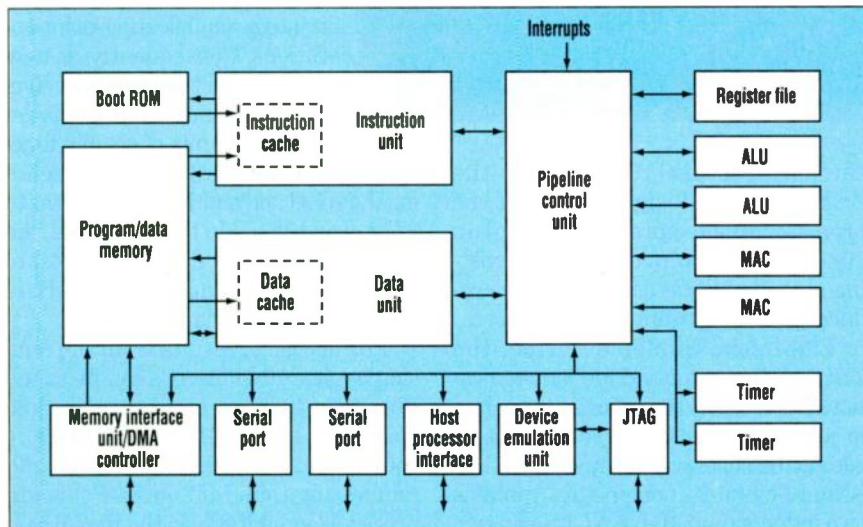 Interrupts
Boot ROM
Instruction
cache
Instruction
unit
Register file
ALU
Pipeline
control
unit
ALU
Program/data
memory
MAC
Data
cache
Data
unit
MAC
Timer
Memory interface
unit/DMA
controller
Serial
port
Serial
port
Host
processor
interface
Device
emulation
unit
JTAG
Timer